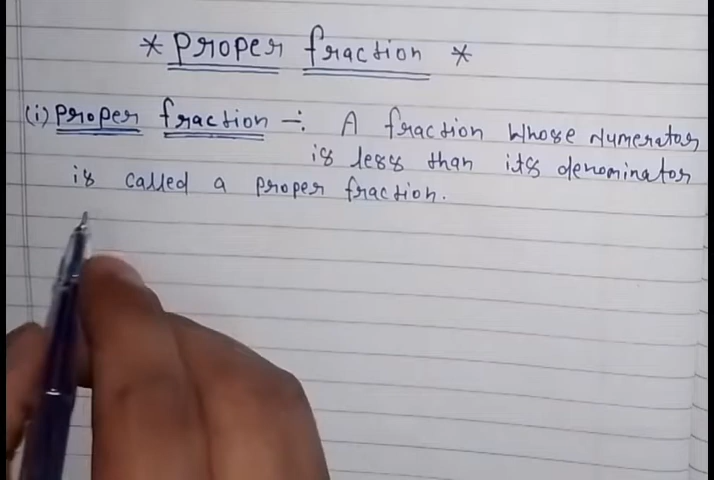 * Proper fraction *
(i) Proper fraction -: A fraction whose Numerator
is less than its denominator
is called a proper fraction.